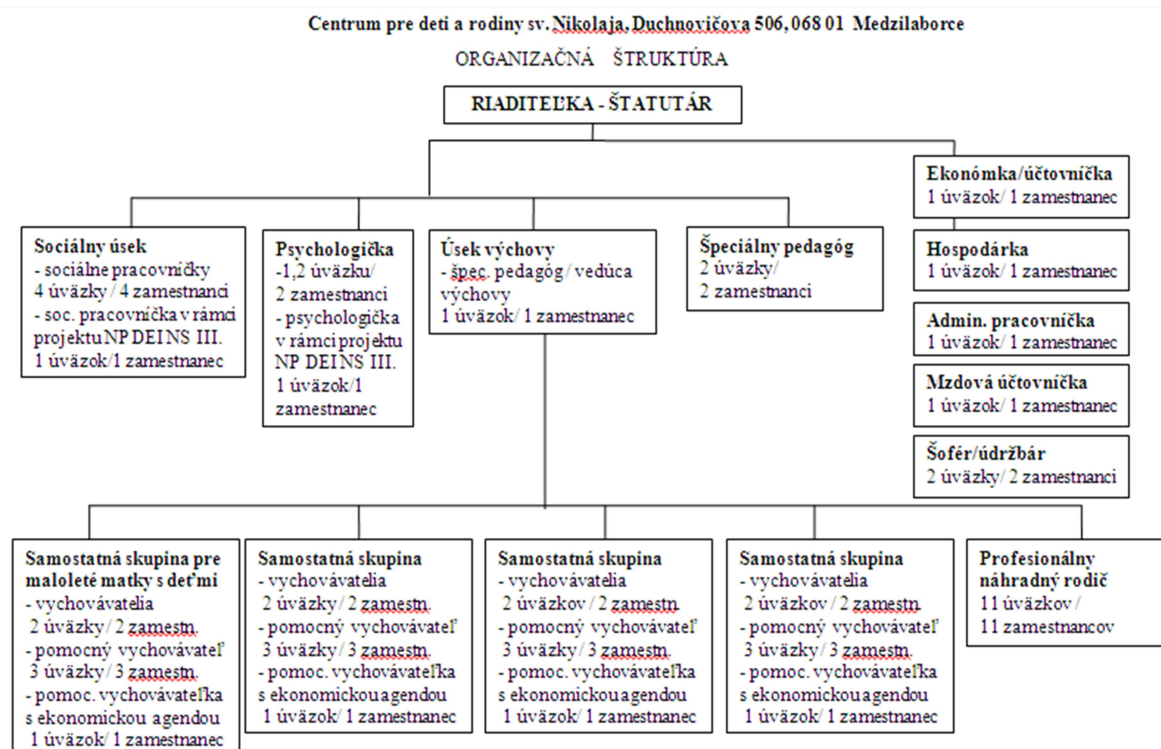 Centrum pre deti a rodiny sv. Nikolaja, Duchnovičova 506, 068 01 Medzilaborce
ORGANIZAČNÁ ŠTRUKTÚRA
RIADITEĽKA - ŠTATUTÁR
Ekonómka/účtovníčka
1 úväzok/ 1 zamestnanec
Sociálny úsek
- sociálne pracovníčky
4 úväzky / 4 zamestnanci
- soc. pracovníčka v rámci
projektu NP DEINS III.
1 úväzok/1 zamestnanec
Psychologička
-1,2 úväzku/
2 zamestnanci
- psychologička
v rámci projektu
NP DEINS III.
1 úväzok/1
zamestnanec
Úsek výchovy
- špec. pedagóg / vedúca
výchovy
1 úväzok/ 1 zamestnanec
Špeciálny pedagóg
2 úväzky/
2 zamestnanci
Hospodárka
1 úväzok/ 1 zamestnanec
Admin. pracovníčka
1 úväzok/ 1 zamestnanec
Mzdová účtovníčka
1 úväzok/ 1 zamestnanec
Šofér/údržbár
2 úväzky/ 2 zamestnanci
Samostatná skupina pre
maloleté matky s deťmi
- vychovávatelia
2 úväzky/ 2 zamestn.
- pomocný vychovávateľ
3 úväzky/ 3 zamestn.
- pomoc. vychovávateľka
s ekonomickou agendou
1 úväzok/ 1 zamestnanec
Samostatná skupina
- vychovávatelia
2 úväzky/ 2 zamestn.
- pomocný vychovávateľ
3 úväzky/ 3 zamestn.
- pomoc. vychovávateľka
s ekonomickou agendou
1 úväzok/ 1 zamestnanec
Samostatná skupina
- vychovávatelia
2 úväzkov / 2 zamestn.
- pomocný vychovávateľ
3 úväzky/ 3 zamestn.
- pomoc. vychovávateľka
s ekonomickou agendou
1 úväzok/ 1 zamestnanec
Samostatná skupina
- vychovávatelia
2 úväzkov / 2 zamestn.
- pomocný vychovávateľ
3 úväzky/ 3 zamestn.
- pomoc. vychovávateľka
s ekonomickou agendou
1 úväzok/ 1 zamestnanec
Profesionálny
náhradný rodič
11 úväzkov /
11 zamestnancov